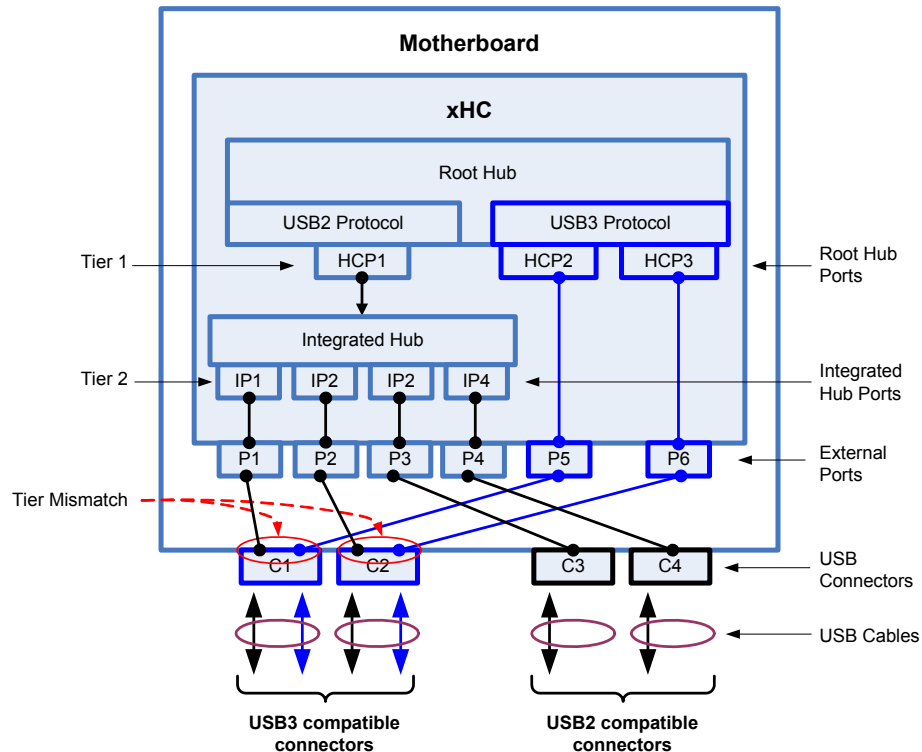 Motherboard
xHC
Root Hub
USB2 Protocol
USB3 Protocol
Tier 1
HCP1
HCP2
HCP3
Root Hub
Ports
Integrated Hub
Tier 2
IP1
IP2
IP2
IP4
Integrated
Hub Ports
P1
P2
P3
P4
P5
P6
External
Ports
Tier Mismatch
C1
C2
C3
C4
USB
Connectors
USB Cables
USB3 compatible
connectors
USB2 compatible
connectors